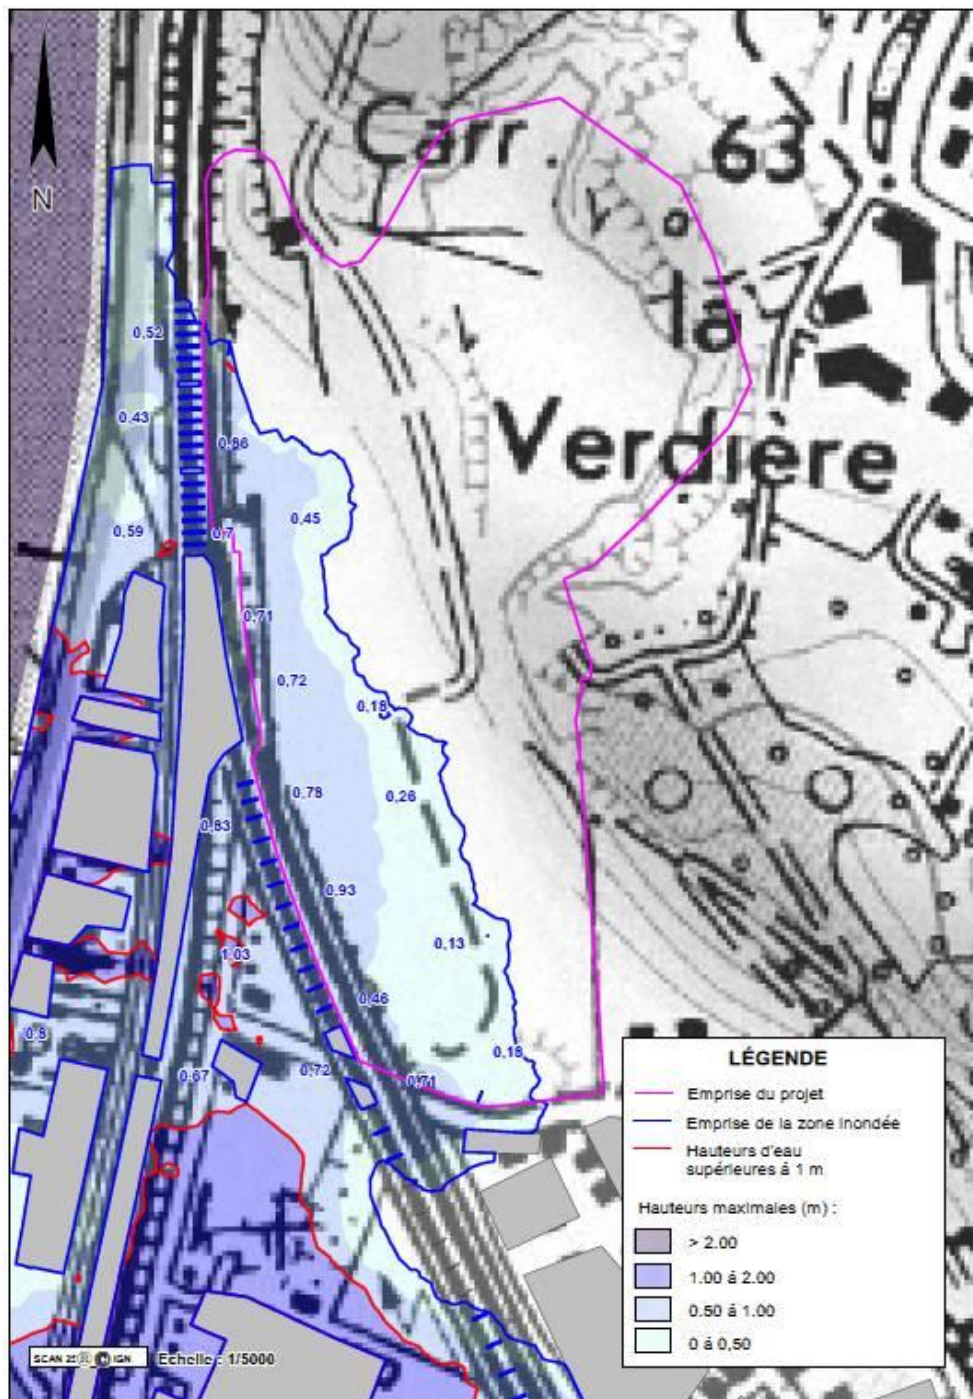 N
Carr.
63
la
Verdière
0,52
0,43
0,86
0,45
0,59
0,7
0,71
0,72
0,18
0,78
0,26
0,83
0,93
0,13
1,03
0,46
0,8
0,18
0,72
0,67
0,71
LÉGENDE
Emprise du projet
Emprise de la zone inondée
Hauteurs d'eau
supérieures à 1 m
Hauteurs maximales (m) :
> 2.00
1.00 à 2.00
0.50 à 1.00
0 à 0,50
SCAN 25 ® © IGN Echelle : 1/5000